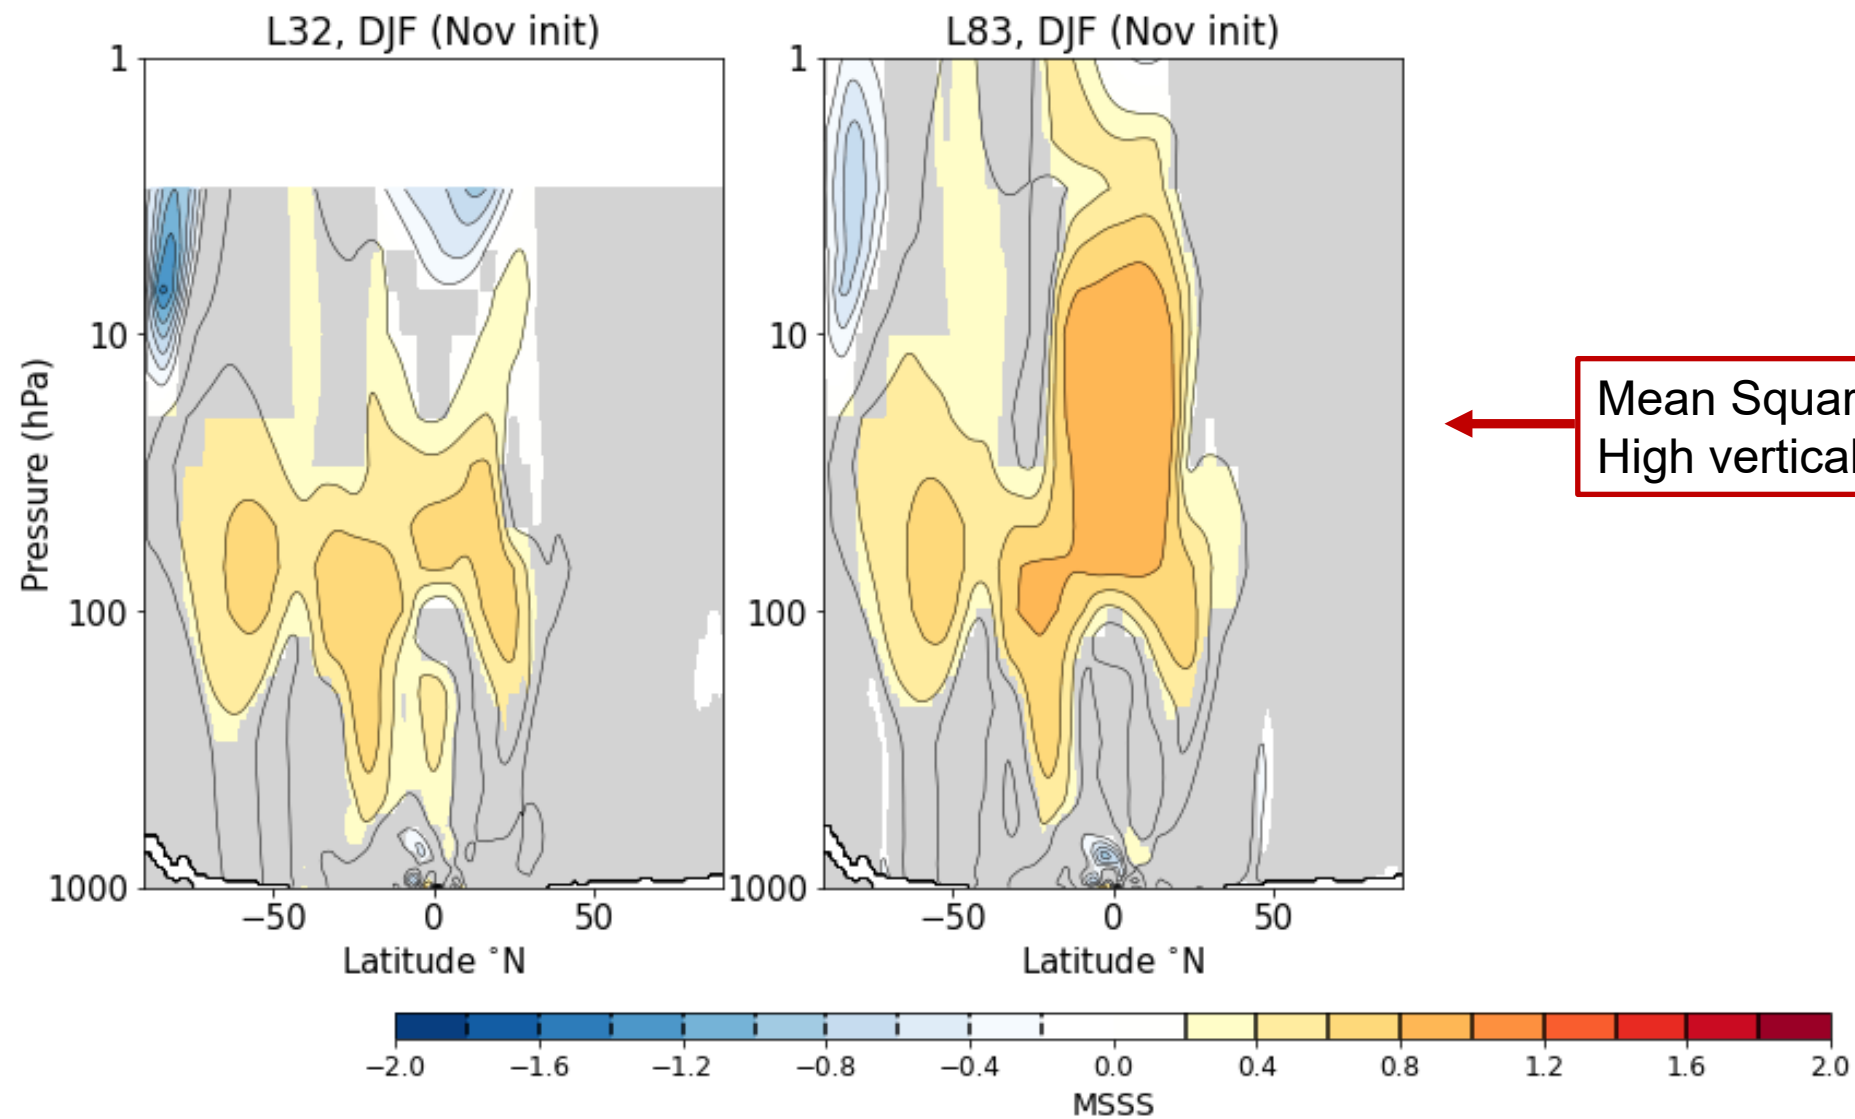 L32, DJF (Nov init)
L83, DJF (Nov init)
Pressure (hPa)
1
10
100
1000
1
10
100
1000
−50 0 50
−50 0 50
Latitude °N
Latitude °N
Mean Squar
High vertical
−2.0 −1.6 −1.2 −0.8 −0.4 0.0 0.4 0.8 1.2 1.6 2.0
MSSS